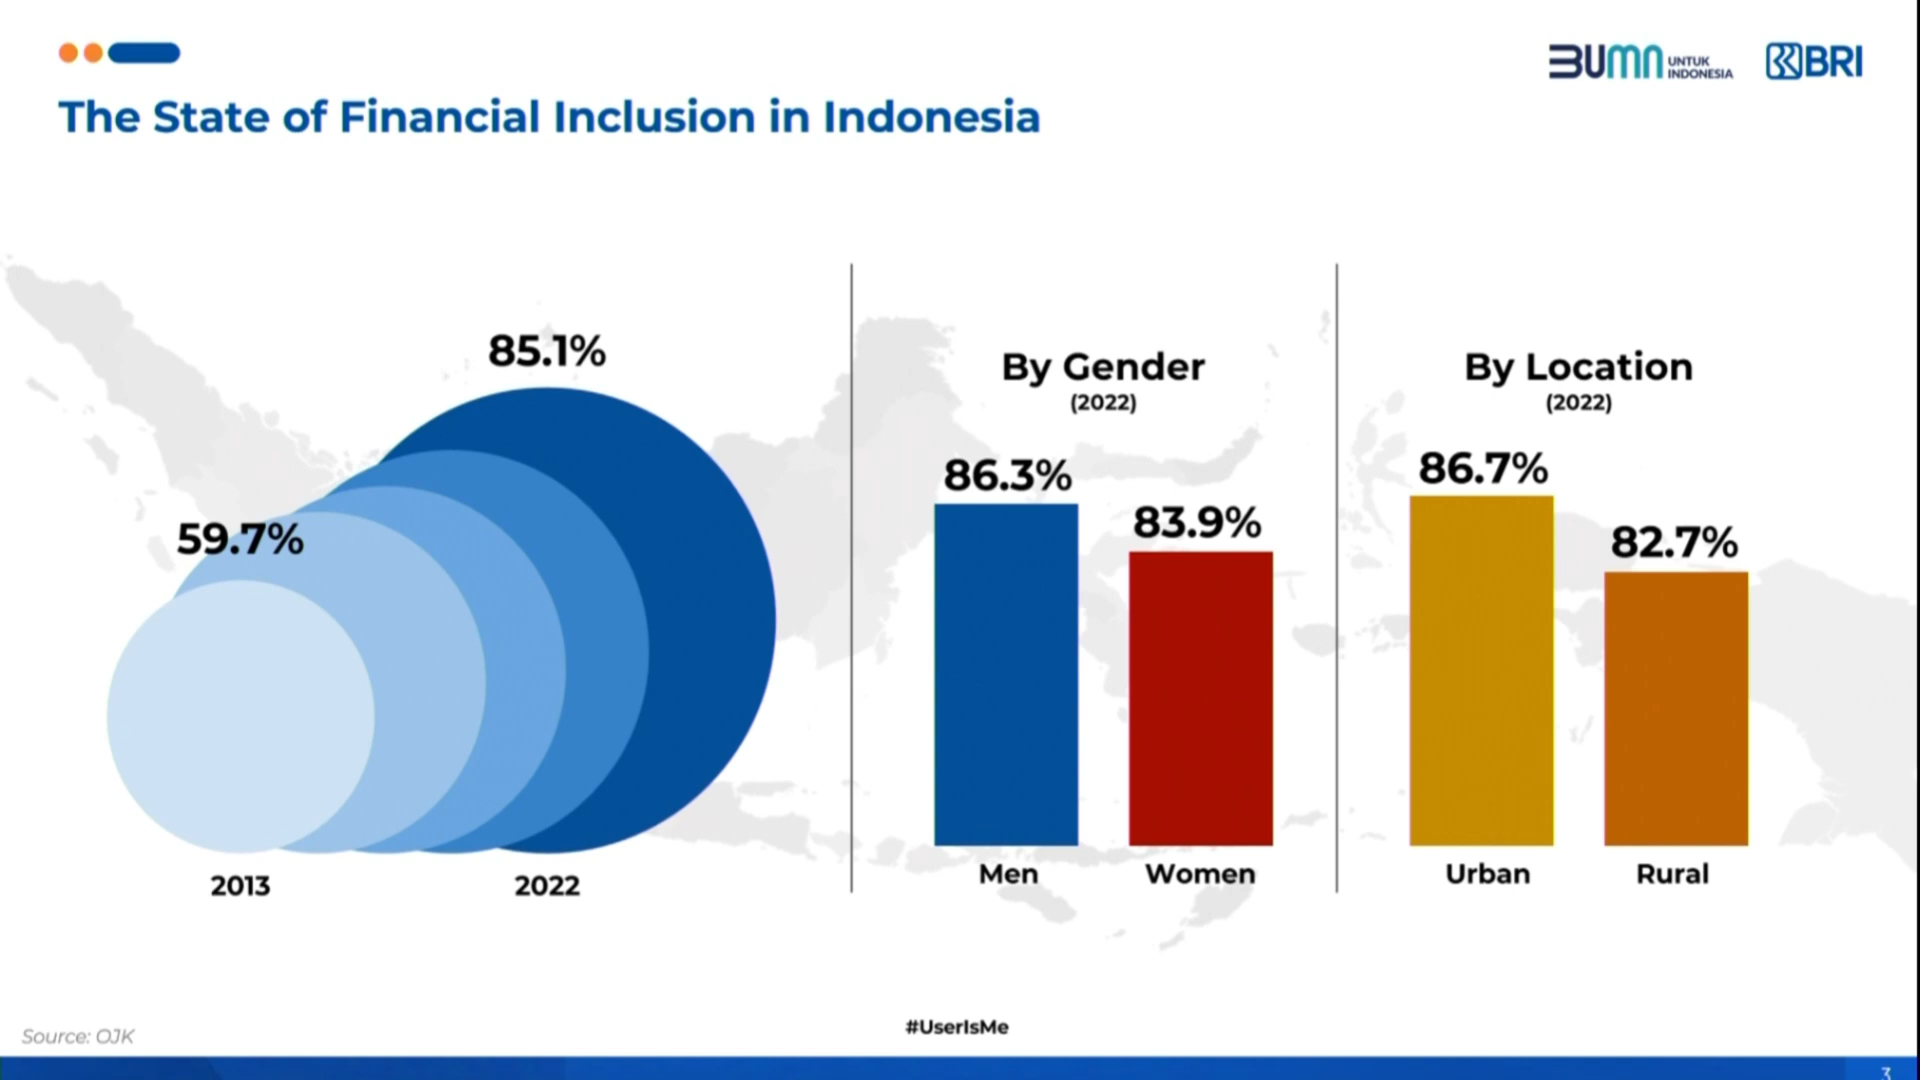 BUMN UNTUK INDONESIA
BRI
The State of Financial Inclusion in Indonesia
85.1%
59.7%
2013
2022
By Gender
(2022)
86.3%
83.9%
Men
Women
By Location
(2022)
86.7%
82.7%
Urban
Rural
Source: OJK
#UserIsMe
3